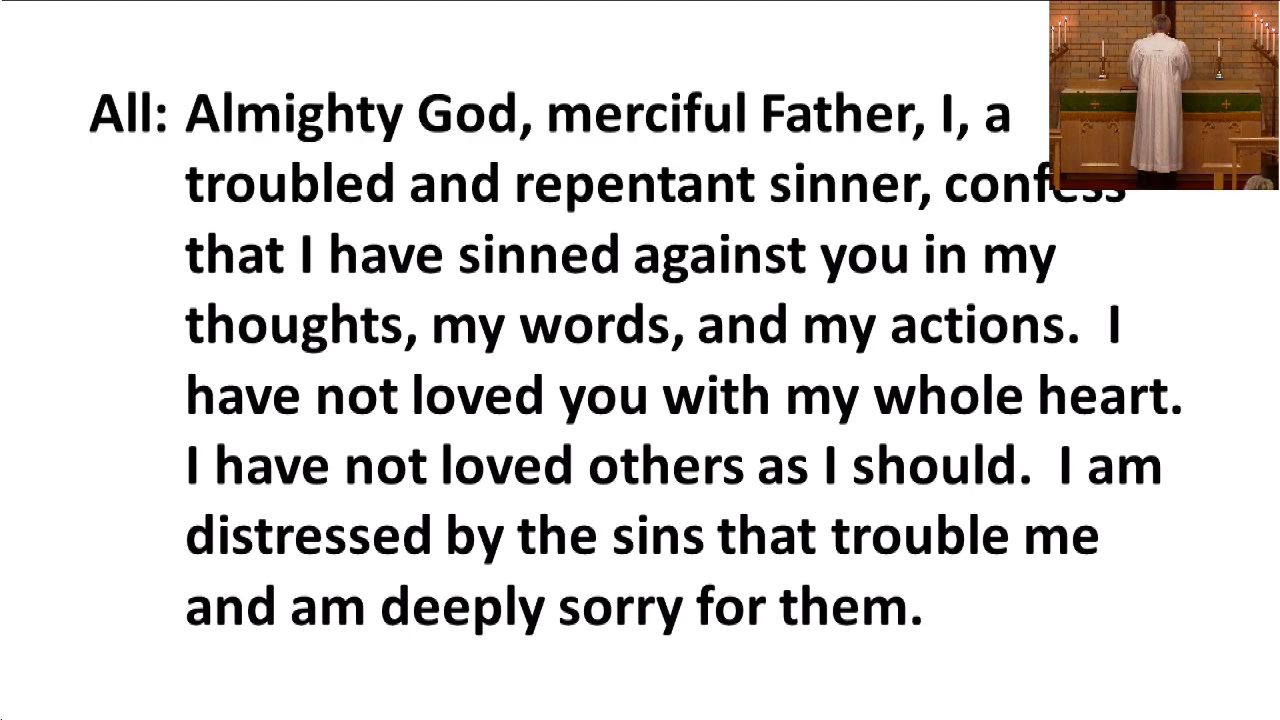 All: Almighty God, merciful Father, I, a
troubled and repentant sinner, confess
that I have sinned against you in my
thoughts, my words, and my actions.  I
have not loved you with my whole heart.
I have not loved others as I should.  I am
distressed by the sins that trouble me
and am deeply sorry for them.